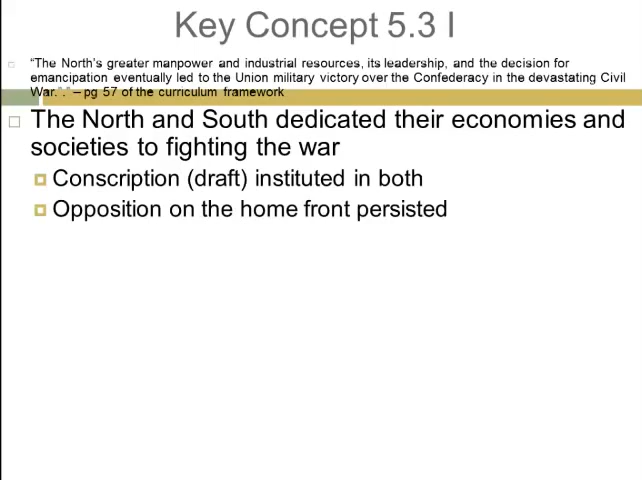 Key Concept 5.3 I
“The North’s greater manpower and industrial resources, its leadership, and the decision for
emancipation eventually led to the Union military victory over the Confederacy in the devastating Civil
War.”.” – pg 57 of the curriculum framework
The North and South dedicated their economies and
societies to fighting the war
Conscription (draft) instituted in both
Opposition on the home front persisted